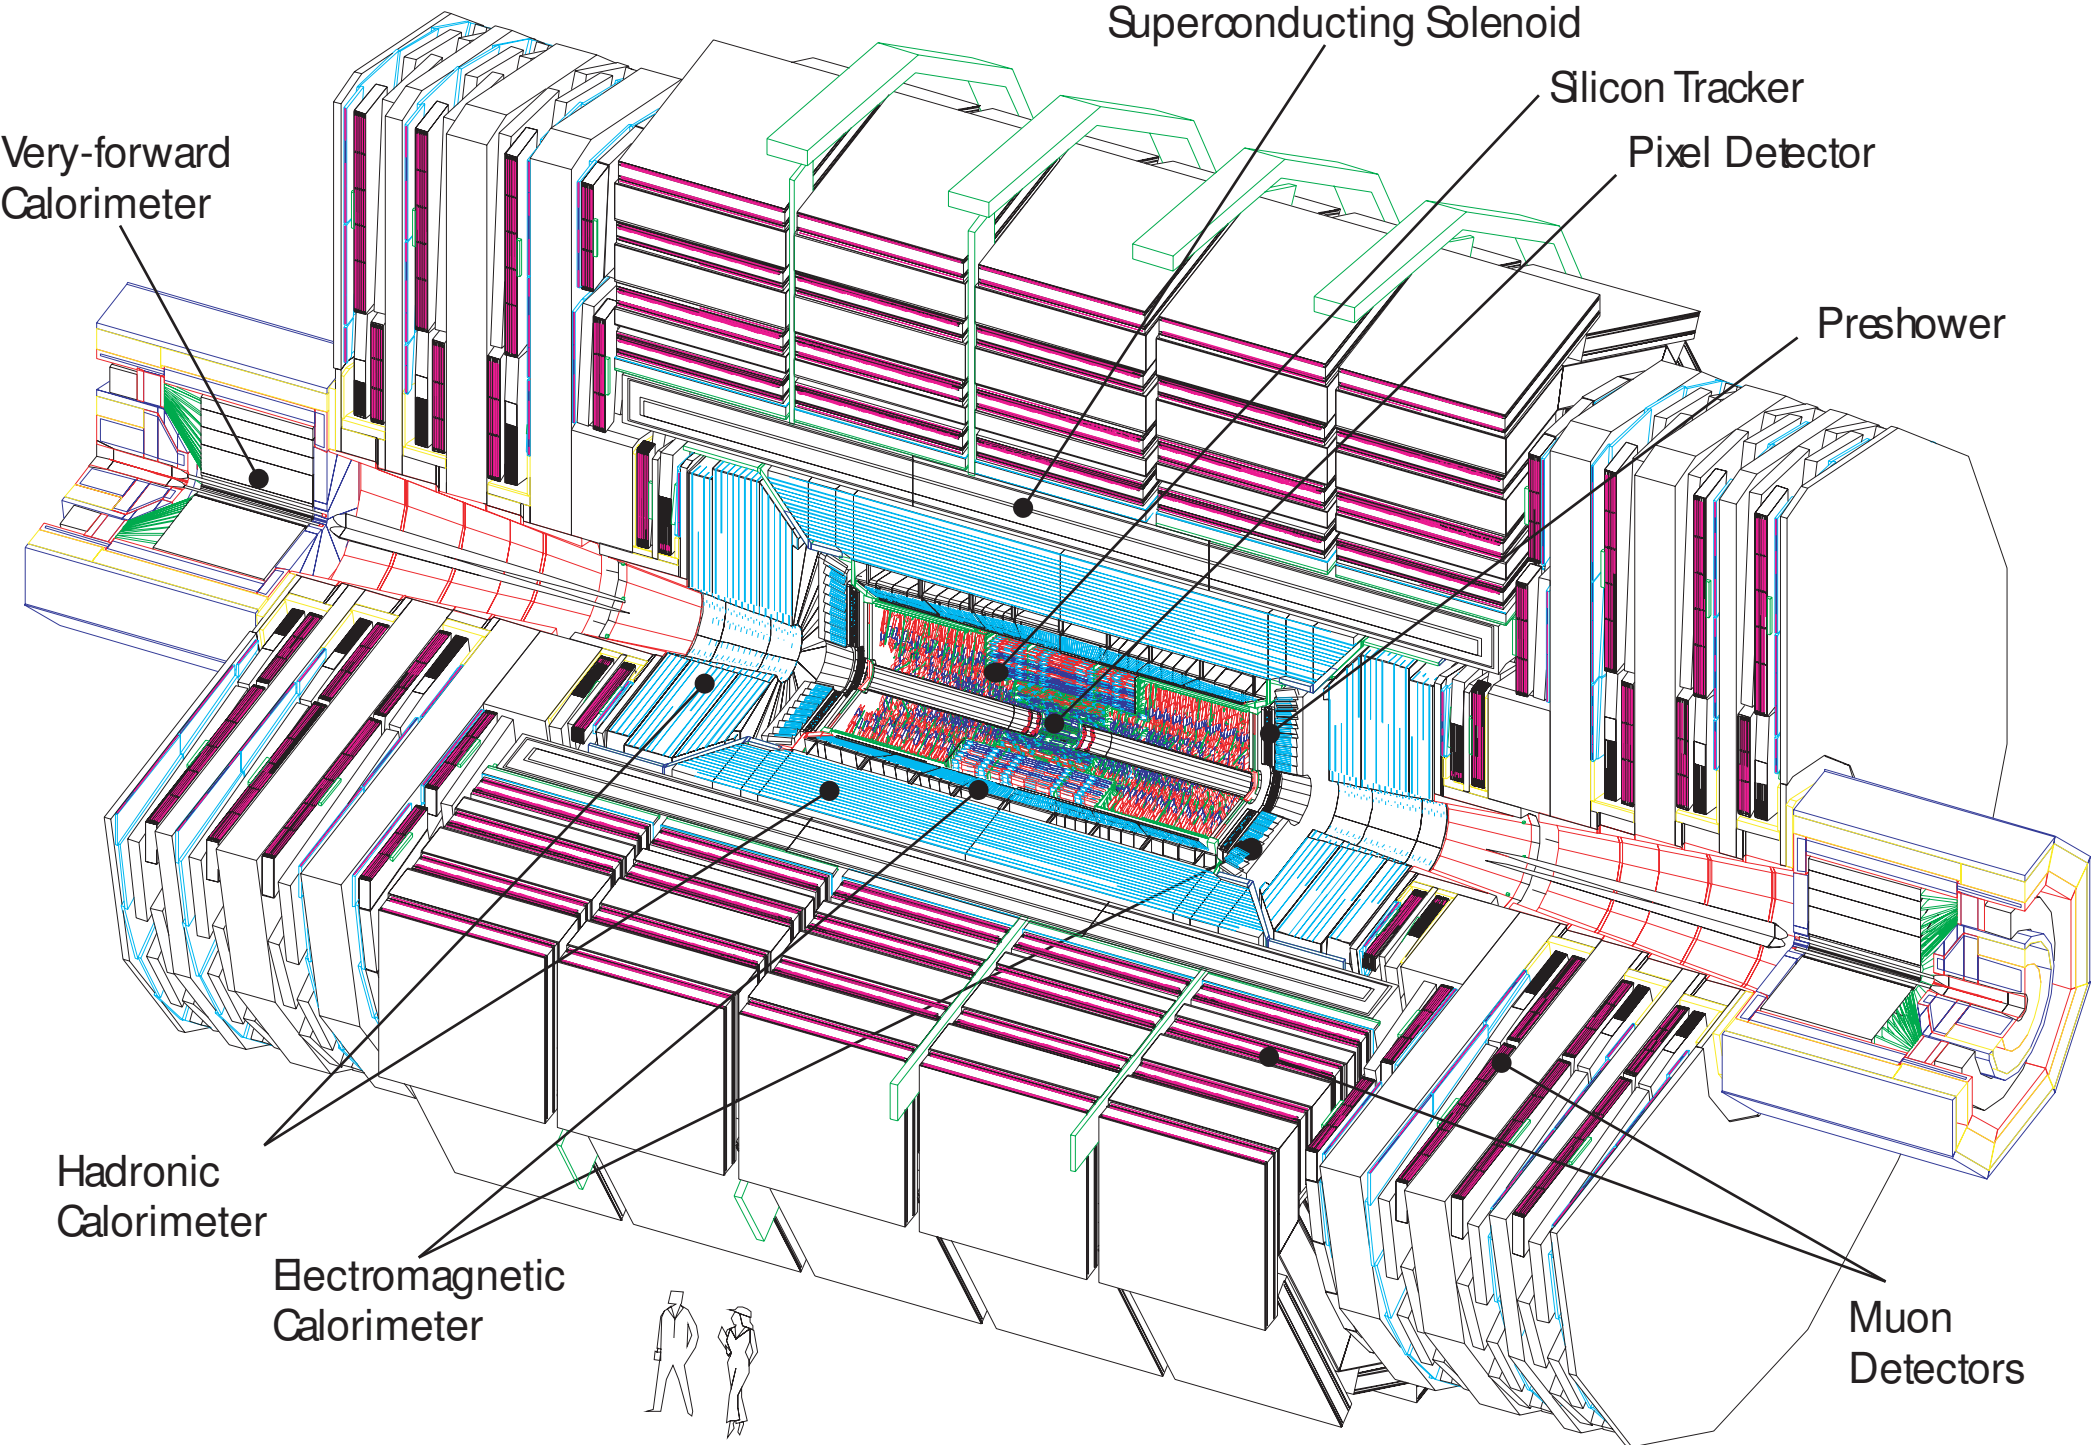 Superconducting Solenoid
Silicon Tracker
Pixel Detector
Very-forward
Calorimeter
Preshower
Hadronic
Calorimeter
Electromagnetic
Calorimeter
Muon
Detectors